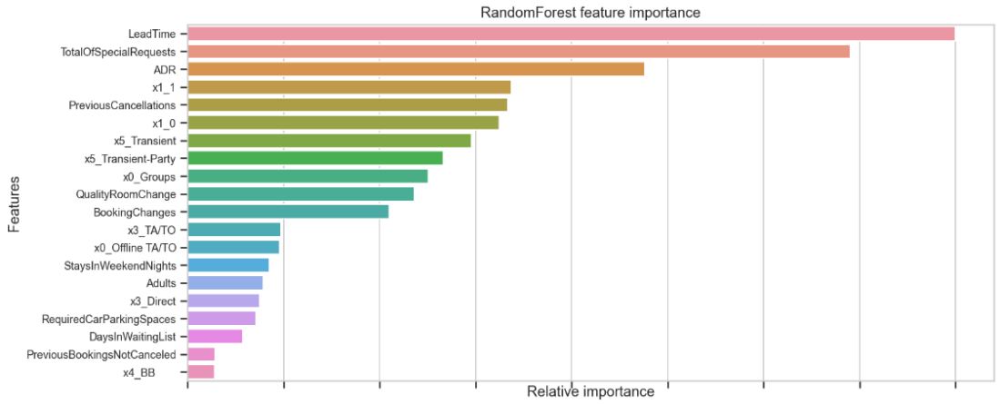 RandomForest feature importance
LeadTime
TotalOfSpecialRequests
ADR
x1_1
PreviousCancellations
x1_0
x5_Transient
x5_Transient-Party
x0_Groups
QualityRoomChange
BookingChanges
x3_TA/TO
x0_Offline TA/TO
StaysInWeekendNights
Adults
x3_Direct
RequiredCarParkingSpaces
DaysInWaitingList
PreviousBookingsNotCanceled
x4_BB
Features
Relative importance